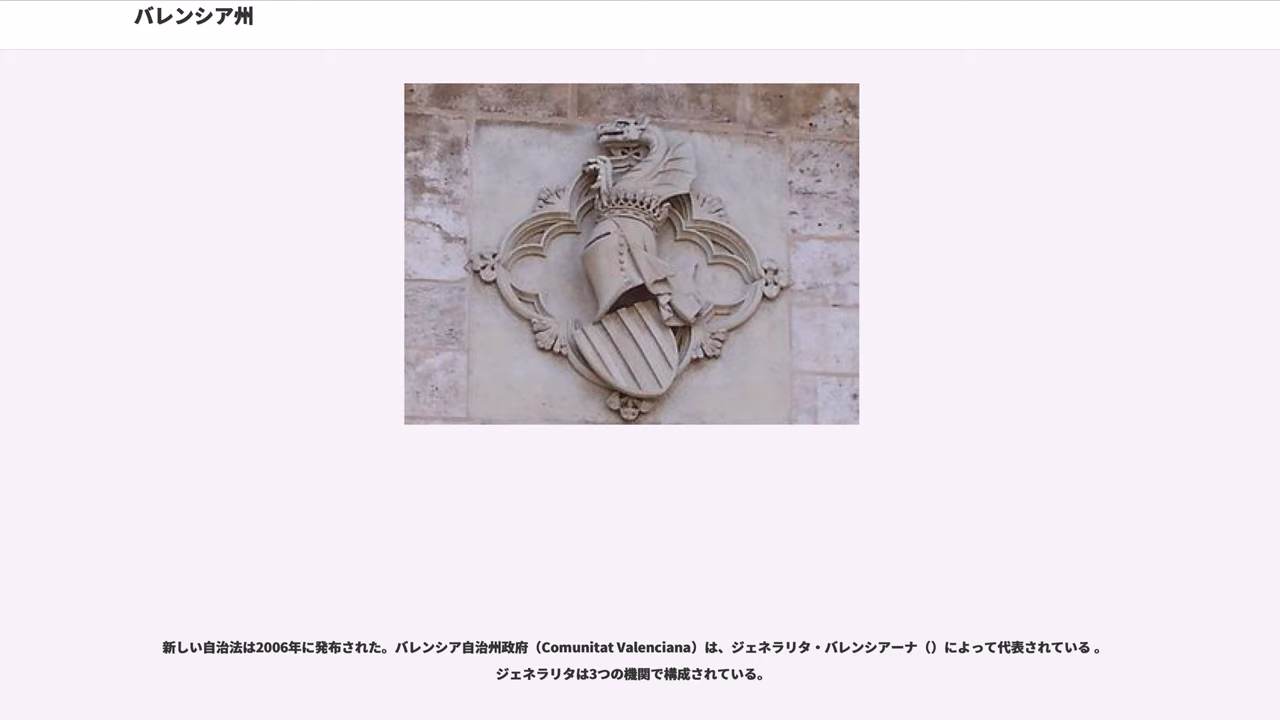 バレンシア州
新しい自治法は2006年に発布された。バレンシア自治州政府（Comunitat Valenciana）は、ジェネラリタ・バレンシアーナ（）によって代表されている 。
ジェネラリタは3つの機関で構成されている。